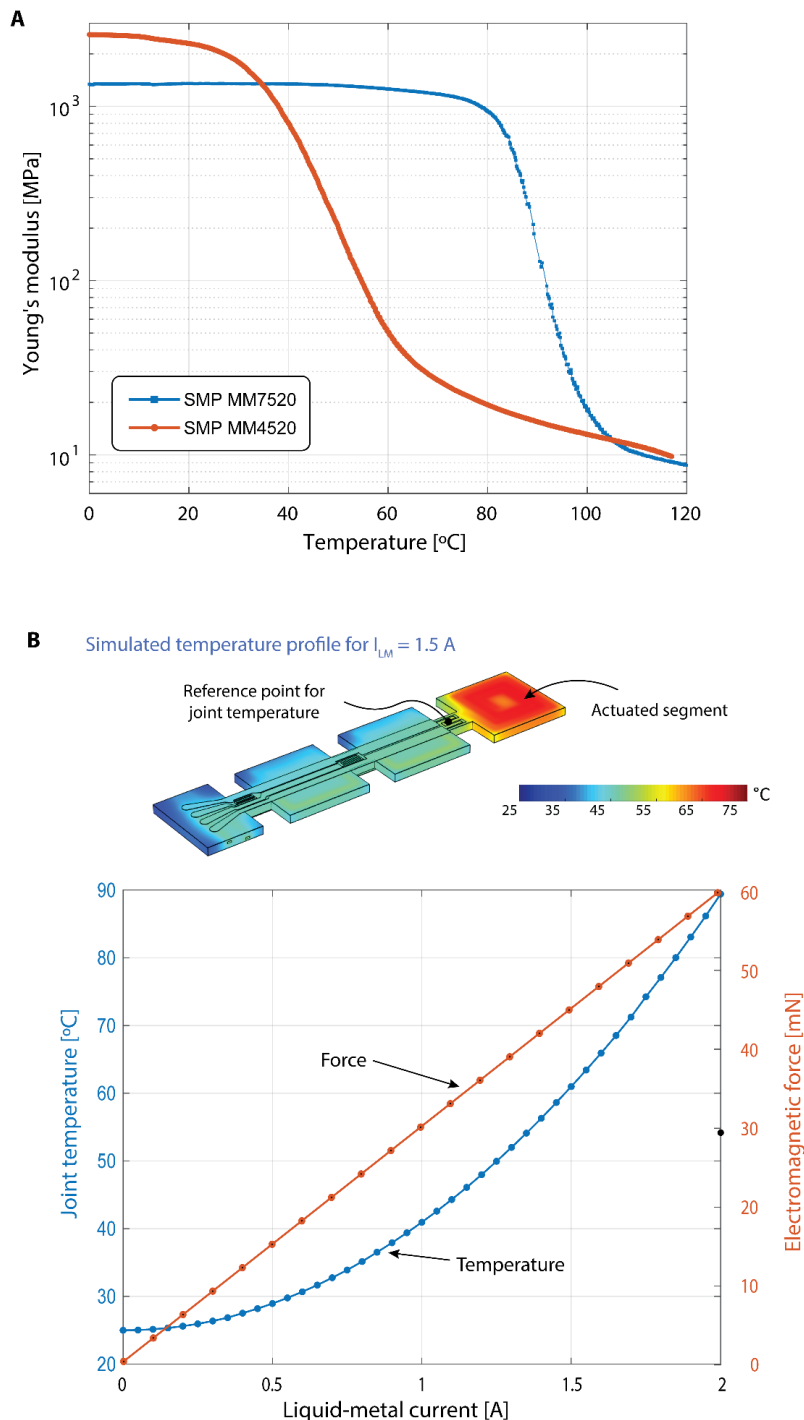 A
10³
10²
10¹
Young's modulus [MPa]
SMP MM7520
SMP MM4520
0 20 40 60 80 100 120
Temperature [ºC]
B
Simulated temperature profile for I_LM = 1.5 A
Reference point for
joint temperature
Actuated segment
°C
25 35 45 55 65 75
90
80
70
60
50
40
30
20
Joint temperature [ºC]
60
50
40
30
20
10
0
Electromagnetic force [mN]
Force
Temperature
0 0.5 1 1.5 2
Liquid-metal current [A]